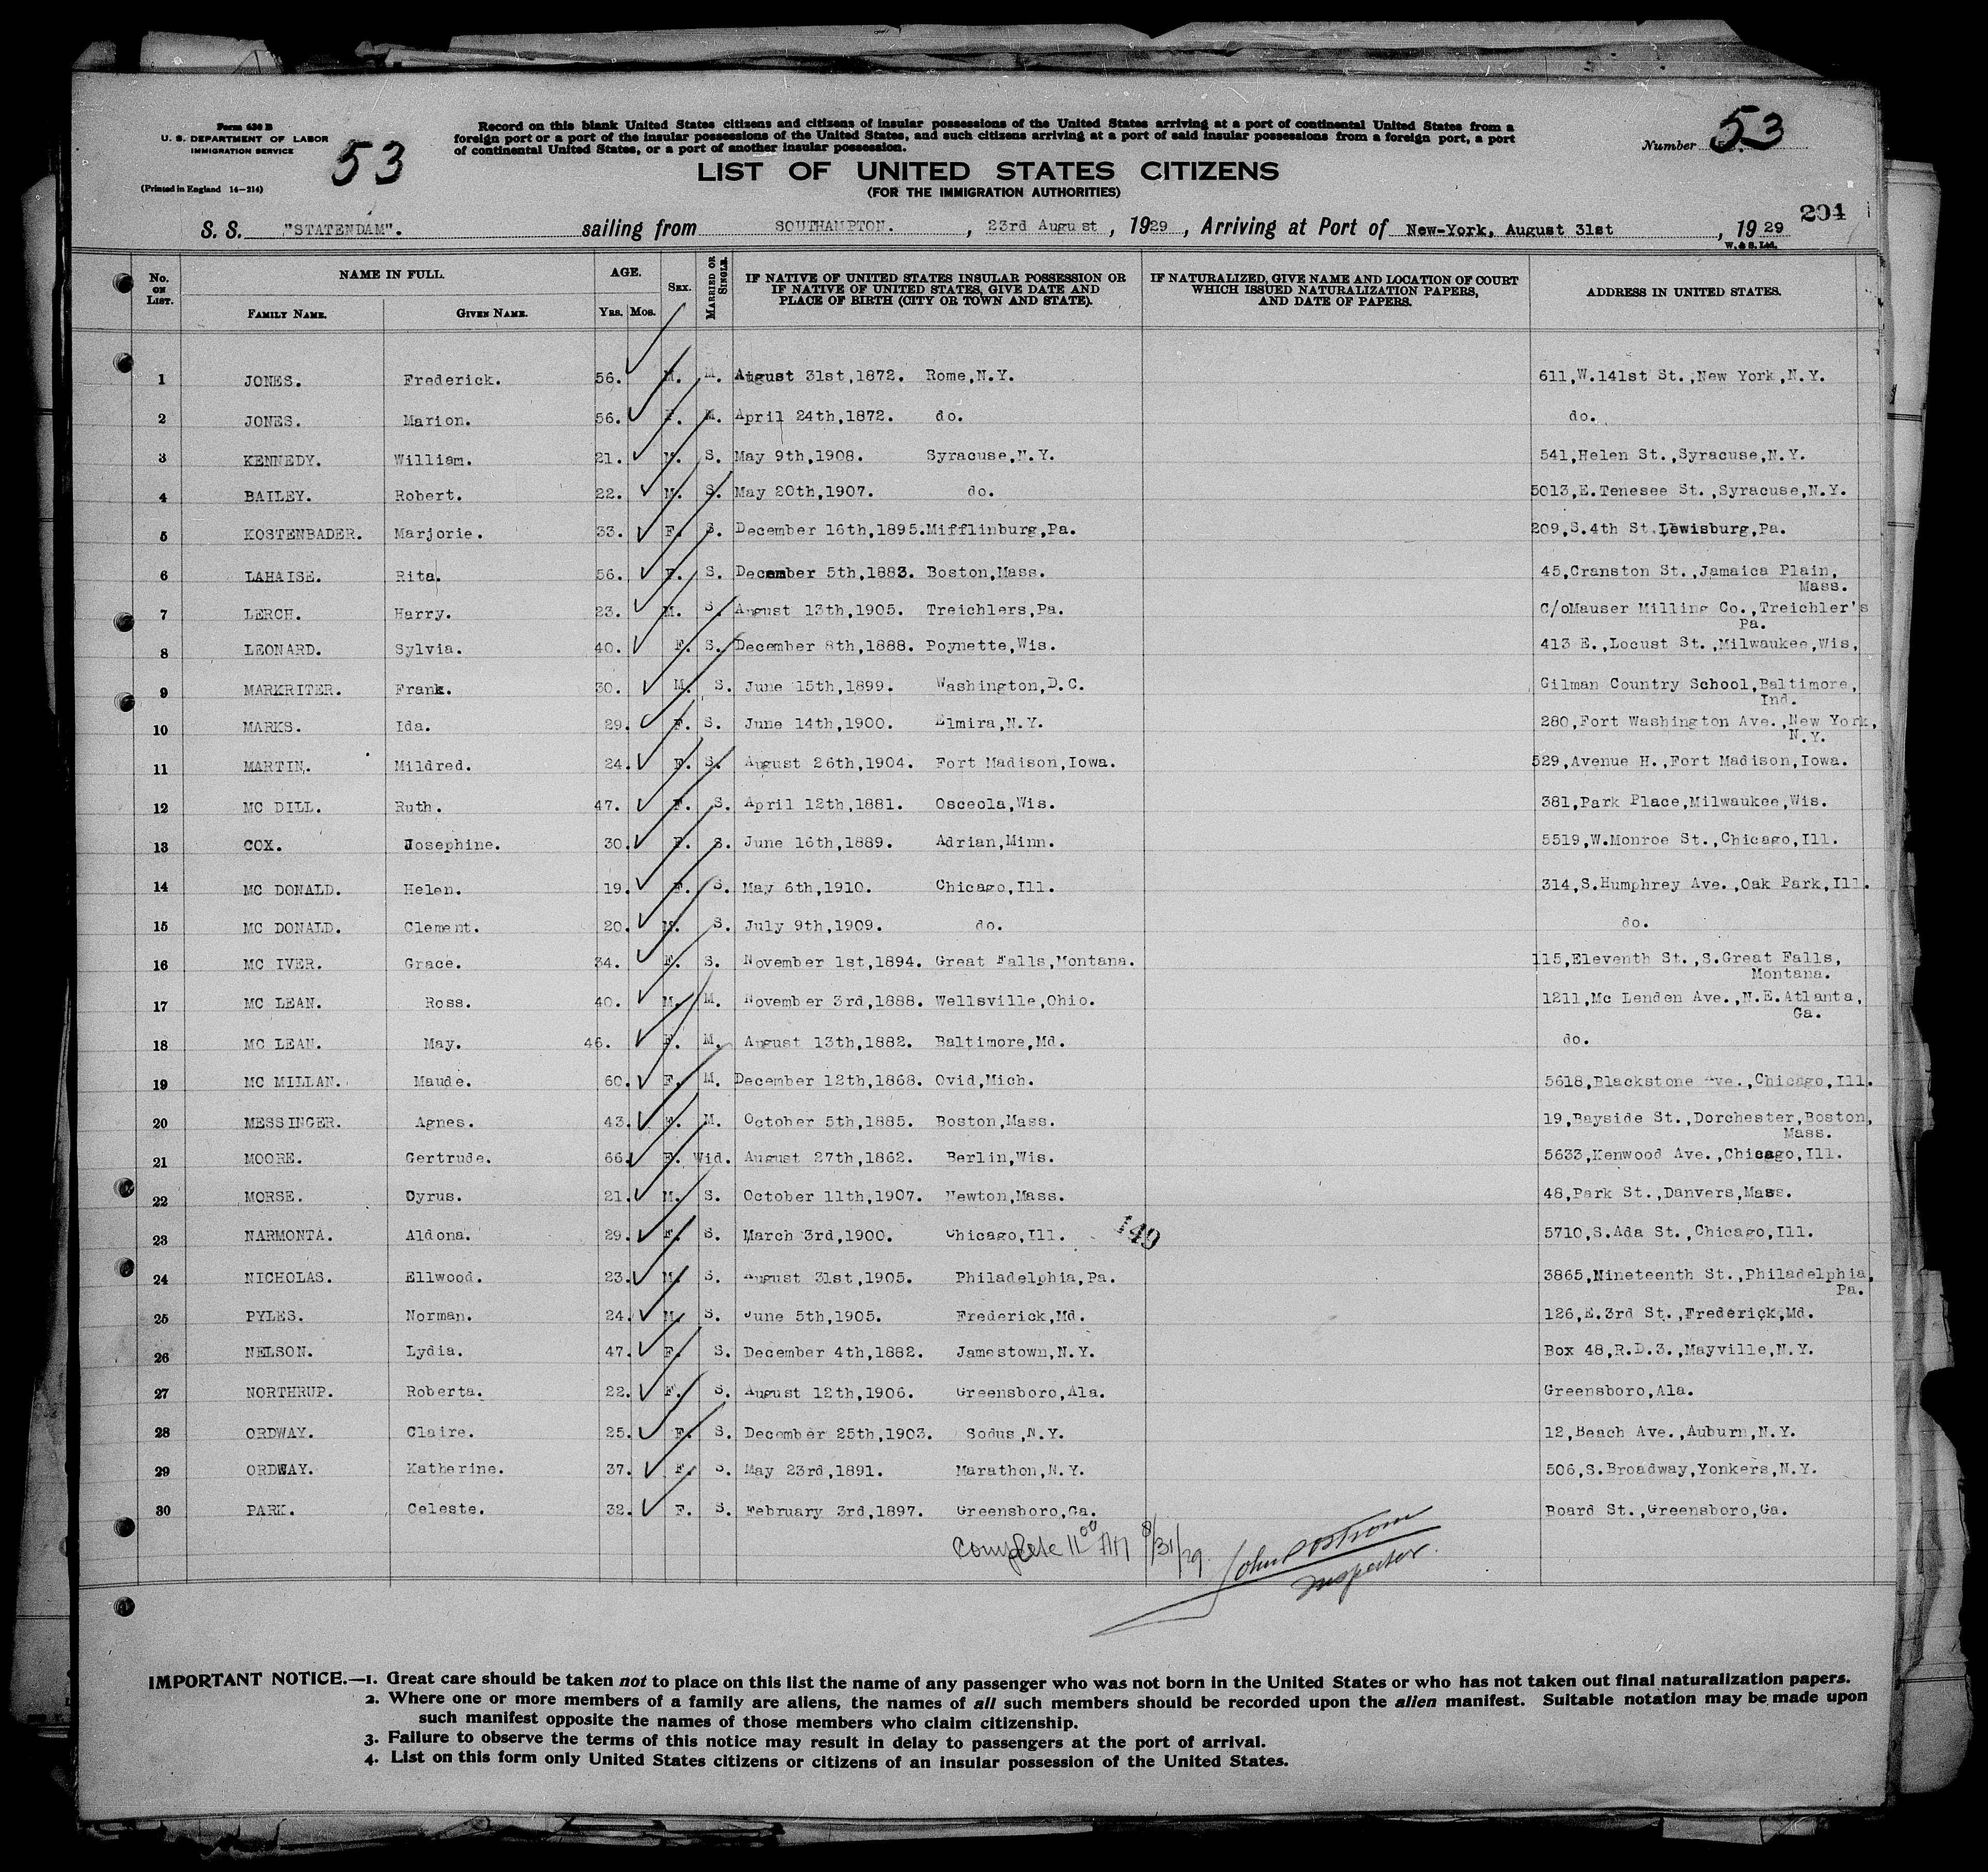 Form 630 B
U. S. DEPARTMENT OF LABOR
IMMIGRATION SERVICE
(Printed in England 14-214)
53
Record on this blank United States citizens and citizens of insular possessions of the United States arriving at a port of continental United States from a
foreign port or a port of the insular possessions of the United States, and such citizens arriving at a port of said insular possessions from a foreign port, a port
of continental United States, or a port of another insular possession.
Number 53
LIST OF UNITED STATES CITIZENS
(FOR THE IMMIGRATION AUTHORITIES)
204
S. S. "STATENDAM". sailing from SOUTHAMPTON. , 23rd August , 1929 , Arriving at Port of New-York, August 31st , 1929
W. & S. Ltd.
No. ON LIST. NAME IN FULL. AGE. SEX. MARRIED OR SINGLE. IF NATIVE OF UNITED STATES INSULAR POSSESSION OR IF NATIVE OF UNITED STATES, GIVE DATE AND PLACE OF BIRTH (CITY OR TOWN AND STATE). IF NATURALIZED, GIVE NAME AND LOCATION OF COURT WHICH ISSUED NATURALIZATION PAPERS, AND DATE OF PAPERS. ADDRESS IN UNITED STATES.
FAMILY NAME. GIVEN NAME. YRS. MOS.
1 JONES. Frederick. 56. M. M. August 31st,1872. Rome,N.Y. 611,W.141st St.,New York,N.Y.
2 JONES. Marion. 56. F. M. April 24th,1872. do. do.
3 KENNEDY. William. 21. M. S. May 9th,1908. Syracuse,N.Y. 541,Helen St.,Syracuse,N.Y.
4 BAILEY. Robert. 22. M. S. May 20th,1907. do. 5013,E.Tenesee St.,Syracuse,N.Y.
5 KOSTENBADER. Marjorie. 33. F. S. December 16th,1895.Mifflinburg,Pa. 209,S.4th St.Lewisburg,Pa.
6 LAHAISE. Rita. 56. F. S. December 5th,1883. Boston,Mass. 45,Cranston St.,Jamaica Plain,
Mass.
7 LERCH. Harry. 23. M. S. August 13th,1905. Treichlers,Pa. C/oMauser Milling Co.,Treichler's
Pa.
8 LEONARD. Sylvia. 40. F. S. December 8th,1888. Poynette,Wis. 413 E.,Locust St.,Milwaukee,Wis,
9 MARKRITER. Frank. 30. M. S. June 15th,1899. Washington,D.C. Gilman Country School,Baltimore,
Ind.
10 MARKS. Ida. 29. F. S. June 14th,1900. Elmira,N.Y. 280,Fort Washington Ave.,New York,
N.Y.
11 MARTIN. Mildred. 24. F. S. August 26th,1904. Fort Madison,Iowa. 529,Avenue H.,Fort Madison,Iowa.
12 MC DILL. Ruth. 47. F. S. April 12th,1881. Osceola,Wis. 381,Park Place,Milwaukee,Wis.
13 COX. Josephine. 30. F. S. June 16th,1889. Adrian,Minn. 5519,W.Monroe St.,Chicago,Ill.
14 MC DONALD. Helen. 19. F. S. May 6th,1910. Chicago,Ill. 314,S.Humphrey Ave.,Oak Park,Ill.
15 MC DONALD. Clement. 20. M. S. July 9th,1909. do. do.
16 MC IVER. Grace. 34. F. S. November 1st,1894. Great Falls,Montana. 115,Eleventh St.,S.Great Falls,
Montana.
17 MC LEAN. Ross. 40. M. M. November 3rd,1888. Wellsville,Ohio. 1211,Mc Lenden Ave.,N.E.Atlanta,
Ga.
18 MC LEAN. May. 46. F. M. August 13th,1882. Baltimore,Md. do.
19 MC MILLAN. Maude. 60. F. M. December 12th,1868. Ovid,Mich. 5618,Blackstone Ave.,Chicago,Ill.
20 MESSINGER. Agnes. 43. F. M. October 5th,1885. Boston,Mass. 19,Bayside St.,Dorchester,Boston,
Mass.
21 MOORE. Gertrude. 66. F. Wid. August 27th,1862. Berlin,Wis. 5633,Kenwood Ave.,Chicago,Ill.
22 MORSE. Cyrus. 21. M. S. October 11th,1907. Newton,Mass. 48,Park St.,Danvers,Mass.
23 NARMONTA. Aldona. 29. F. S. March 3rd,1900. Chicago,Ill. 149 5710,S.Ada St.,Chicago,Ill.
24 NICHOLAS. Ellwood. 23. M. S. August 31st,1905. Philadelphia,Pa. 3865,Nineteenth St.,Philadelphia,
Pa.
25 PYLES. Norman. 24. M. S. June 5th,1905. Frederick,Md. 126,E.3rd St.,Frederick,Md.
26 NELSON. Lydia. 47. F. S. December 4th,1882. Jamestown,N.Y. Box 48,R.D.3.,Mayville,N.Y.
27 NORTHRUP. Roberta. 22. F. S. August 12th,1906. Greensboro,Ala. Greensboro,Ala.
28 ORDWAY. Claire. 25. F. S. December 25th,1903. Sodus,N.Y. 12,Beach Ave.,Auburn,N.Y.
29 ORDWAY. Katherine. 37. F. S. May 23rd,1891. Marathon,N.Y. 506,S.Broadway,Yonkers,N.Y.
30 PARK. Celeste. 32. F. S. February 3rd,1897. Greensboro,Ga. Board St.,Greensboro,Ga.
Complete 11 00 AM 8/31/29 John
Inspector.
IMPORTANT NOTICE.—1. Great care should be taken not to place on this list the name of any passenger who was not born in the United States or who has not taken out final naturalization papers.
2. Where one or more members of a family are aliens, the names of all such members should be recorded upon the alien manifest. Suitable notation may be made upon
such manifest opposite the names of those members who claim citizenship.
3. Failure to observe the terms of this notice may result in delay to passengers at the port of arrival.
4. List on this form only United States citizens or citizens of an insular possession of the United States.